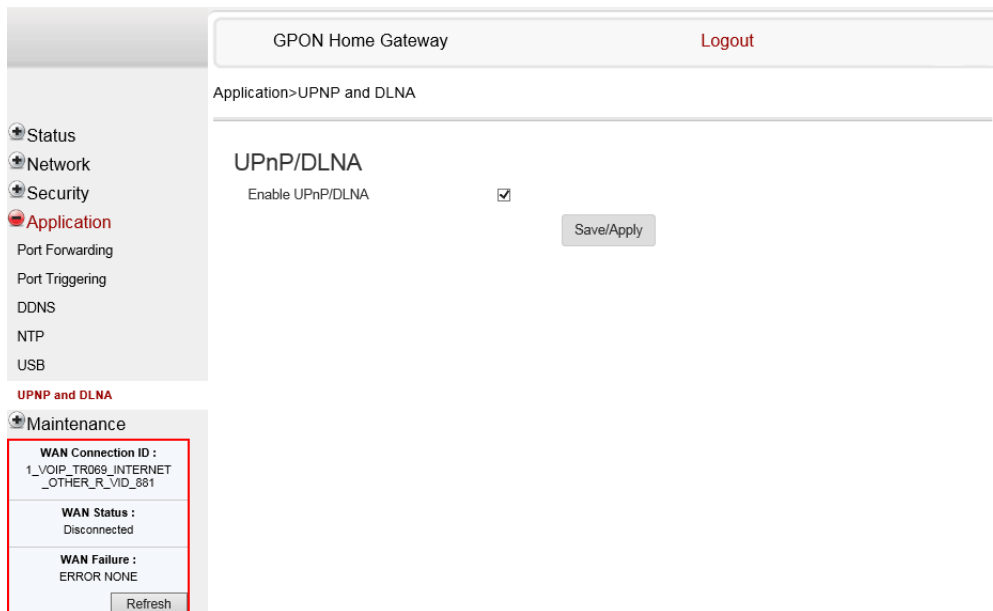 GPON Home Gateway
Logout
Application>UPNP and DLNA
Status
Network
Security
Application
Port Forwarding
Port Triggering
DDNS
NTP
USB
UPNP and DLNA
Maintenance
WAN Connection ID :
1_VOIP_TR069_INTERNET
_OTHER_R_VID_881
WAN Status :
Disconnected
WAN Failure :
ERROR NONE
Refresh
UPnP/DLNA
Enable UPnP/DLNA
Save/Apply